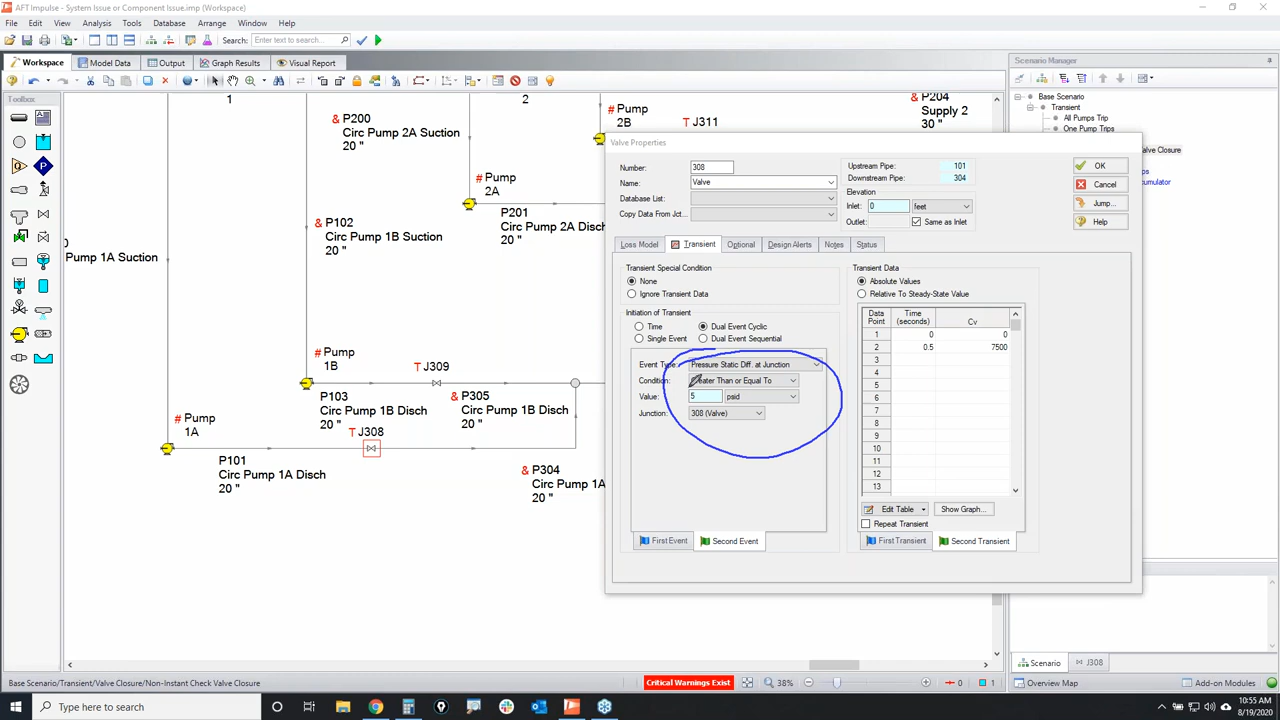 AFT Impulse - System Issue or Component Issue.imp (Workspace)
File Edit View Analysis Tools Database Arrange Window Help
Search: Enter text to search...
Workspace Model Data Output Graph Results Visual Report
Toolbox
1
2
& P200
Circ Pump 2A Suction
20 "
# Pump
2B
T J311
& P204
Supply 2
30 "
# Pump
2A
P201
Circ Pump 2A Disch
20 "
& P102
Circ Pump 1B Suction
20 "
Circ Pump 1A Suction
# Pump
1B
T J309
P103
Circ Pump 1B Disch
20 "
& P305
Circ Pump 1B Disch
20 "
# Pump
1A
T J308
P101
Circ Pump 1A Disch
20 "
& P304
Circ Pump 1A
20 "
Valve Properties
Number: 308
Name: Valve
Database List:
Copy Data From Jct...
Upstream Pipe: 101
Downstream Pipe: 304
Elevation
Inlet: 0 feet
Outlet: Same as Inlet
OK
Cancel
Jump...
Help
Loss Model Transient Optional Design Alerts Notes Status
Transient Special Condition
None
Ignore Transient Data
Initiation of Transient
Time Dual Event Cyclic
Single Event Dual Event Sequential
Event Type: Pressure Static Diff. at Junction
Condition: eater Than or Equal To
Value: 5 psid
Junction: 308 (Valve)
First Event Second Event
Transient Data
Absolute Values
Relative To Steady-State Value
Data Point Time (seconds) Cv
1 0 0
2 0.5 7500
3
4
5
6
7
8
9
10
11
12
13
Edit Table Show Graph...
Repeat Transient
First Transient Second Transient
Scenario Manager
Base Scenario
Transient
All Pumps Trip
One Pump Trips
alve Closure
ps
cumulator
Scenario J308
Base Scenario/Transient/Valve Closure/Non-Instant Check Valve Closure
Critical Warnings Exist
38%
0
1
Overview Map
Add-on Modules
Type here to search
10:55 AM
8/19/2020